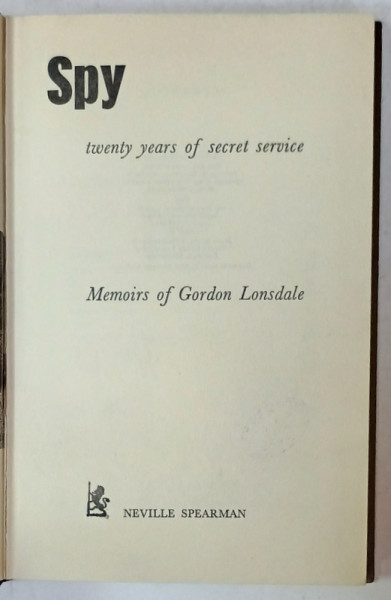 Spy
twenty years of secret service
Memoirs of Gordon Lonsdale
NEVILLE SPEARMAN